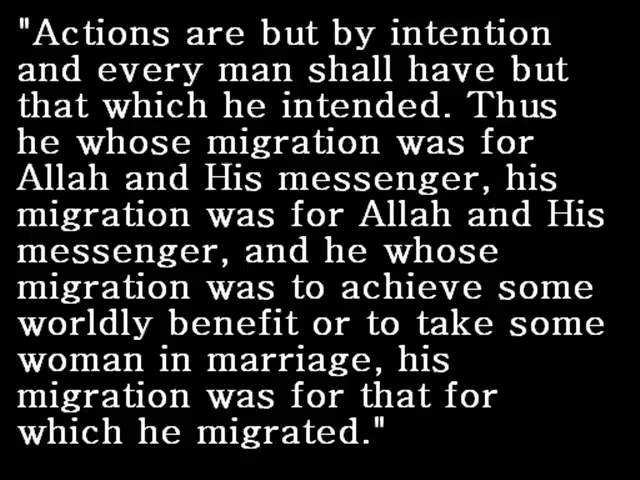 "Actions are but by intention
and every man shall have but
that which he intended. Thus
he whose migration was for
Allah and His messenger, his
migration was for Allah and His
messenger, and he whose
migration was to achieve some
worldly benefit or to take some
woman in marriage, his
migration was for that for
which he migrated."